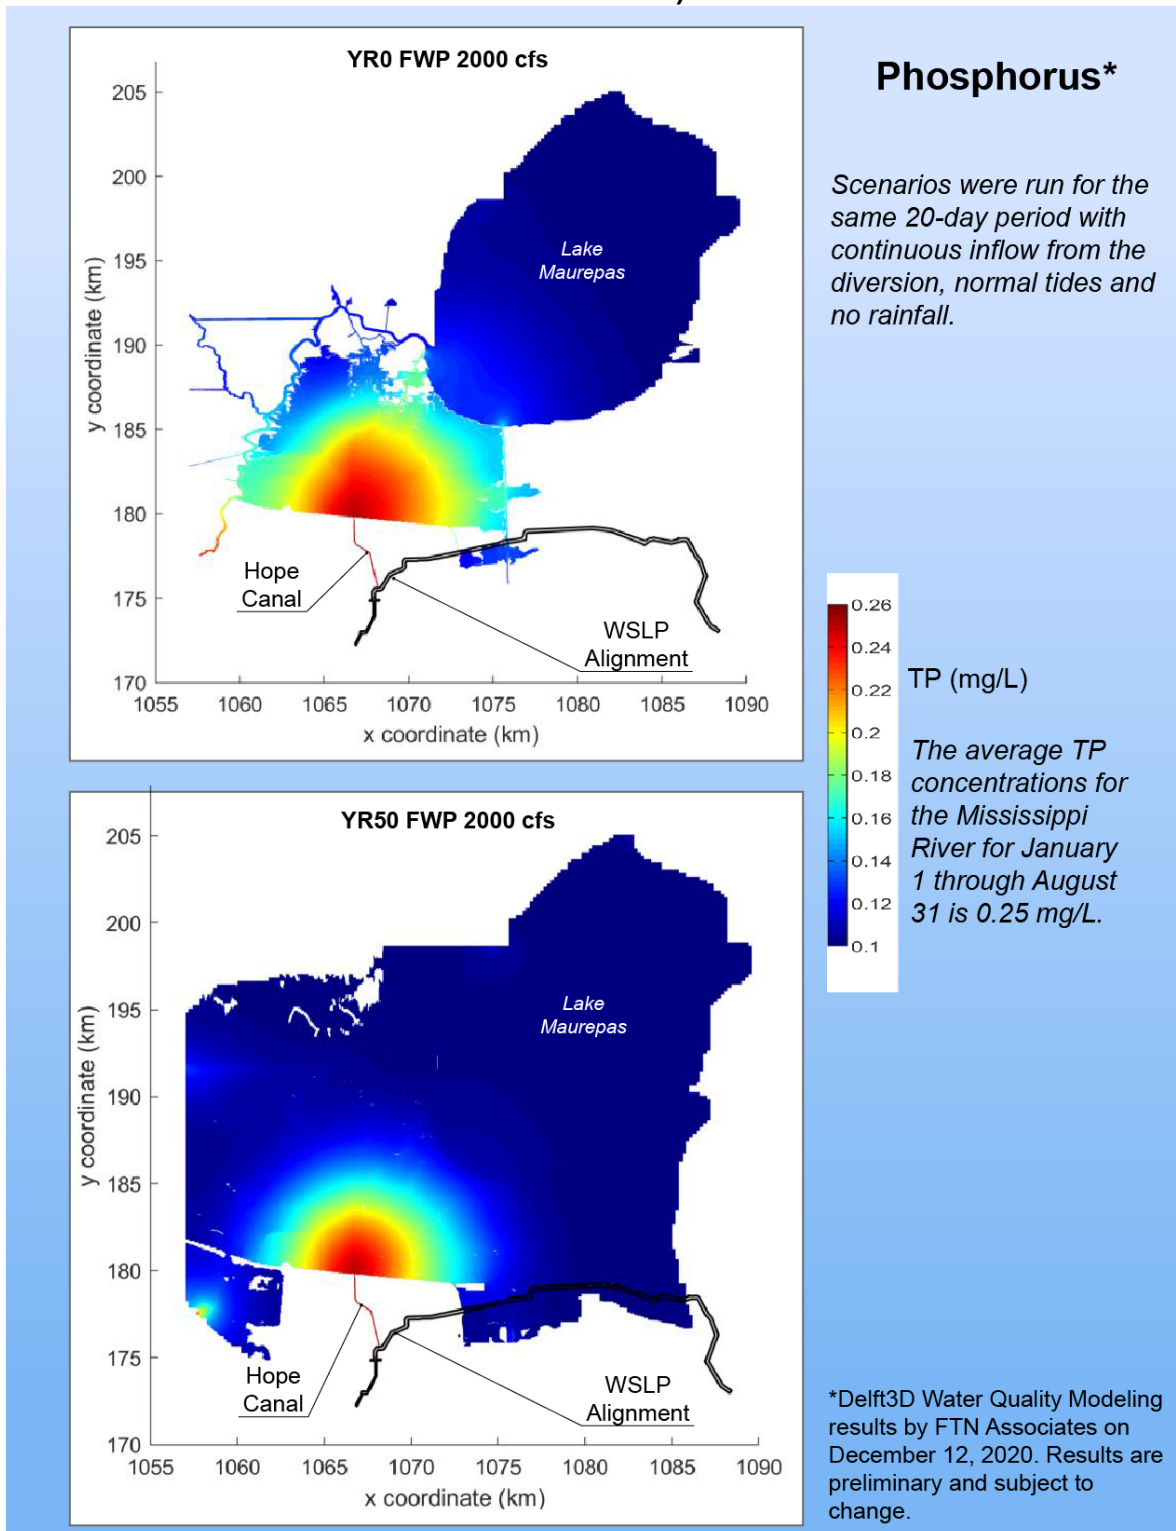 YR0 FWP 2000 cfs
205
200
195
190
185
180
175
170
y coordinate (km)
Lake
Maurepas
Hope
Canal
WSLP
Alignment
1055 1060 1065 1070 1075 1080 1085 1090
x coordinate (km)
Phosphorus*
Scenarios were run for the
same 20-day period with
continuous inflow from the
diversion, normal tides and
no rainfall.
0.26
0.24
0.22
0.2
0.18
0.16
0.14
0.12
0.1
TP (mg/L)
The average TP
concentrations for
the Mississippi
River for January
1 through August
31 is 0.25 mg/L.
YR50 FWP 2000 cfs
205
200
195
190
185
180
175
170
y coordinate (km)
Lake
Maurepas
Hope
Canal
WSLP
Alignment
1055 1060 1065 1070 1075 1080 1085 1090
x coordinate (km)
*Delft3D Water Quality Modeling
results by FTN Associates on
December 12, 2020. Results are
preliminary and subject to
change.